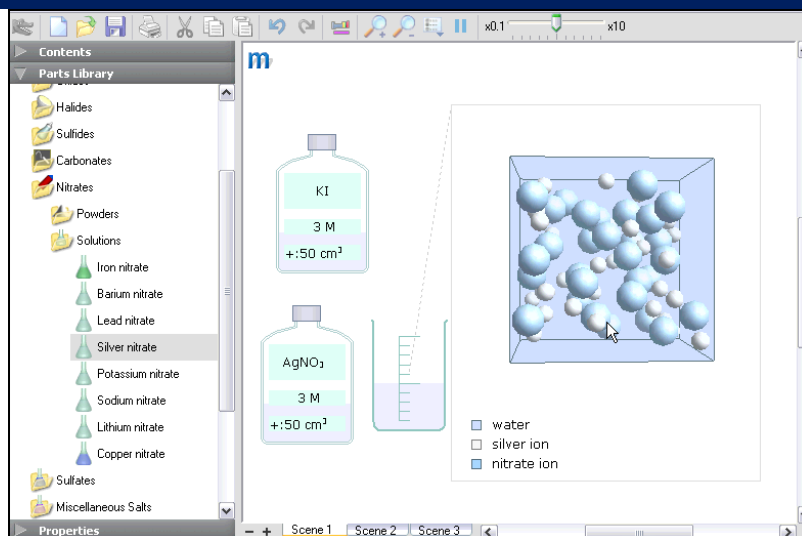 x0.1 x10
Contents
Parts Library
Halides
Sulfides
Carbonates
Nitrates
Powders
Solutions
Iron nitrate
Barium nitrate
Lead nitrate
Silver nitrate
Potassium nitrate
Sodium nitrate
Lithium nitrate
Copper nitrate
Sulfates
Miscellaneous Salts
Properties
m
KI
3 M
+:50 cm³
AgNO₃
3 M
+:50 cm³
water
silver ion
nitrate ion
− + Scene 1 Scene 2 Scene 3